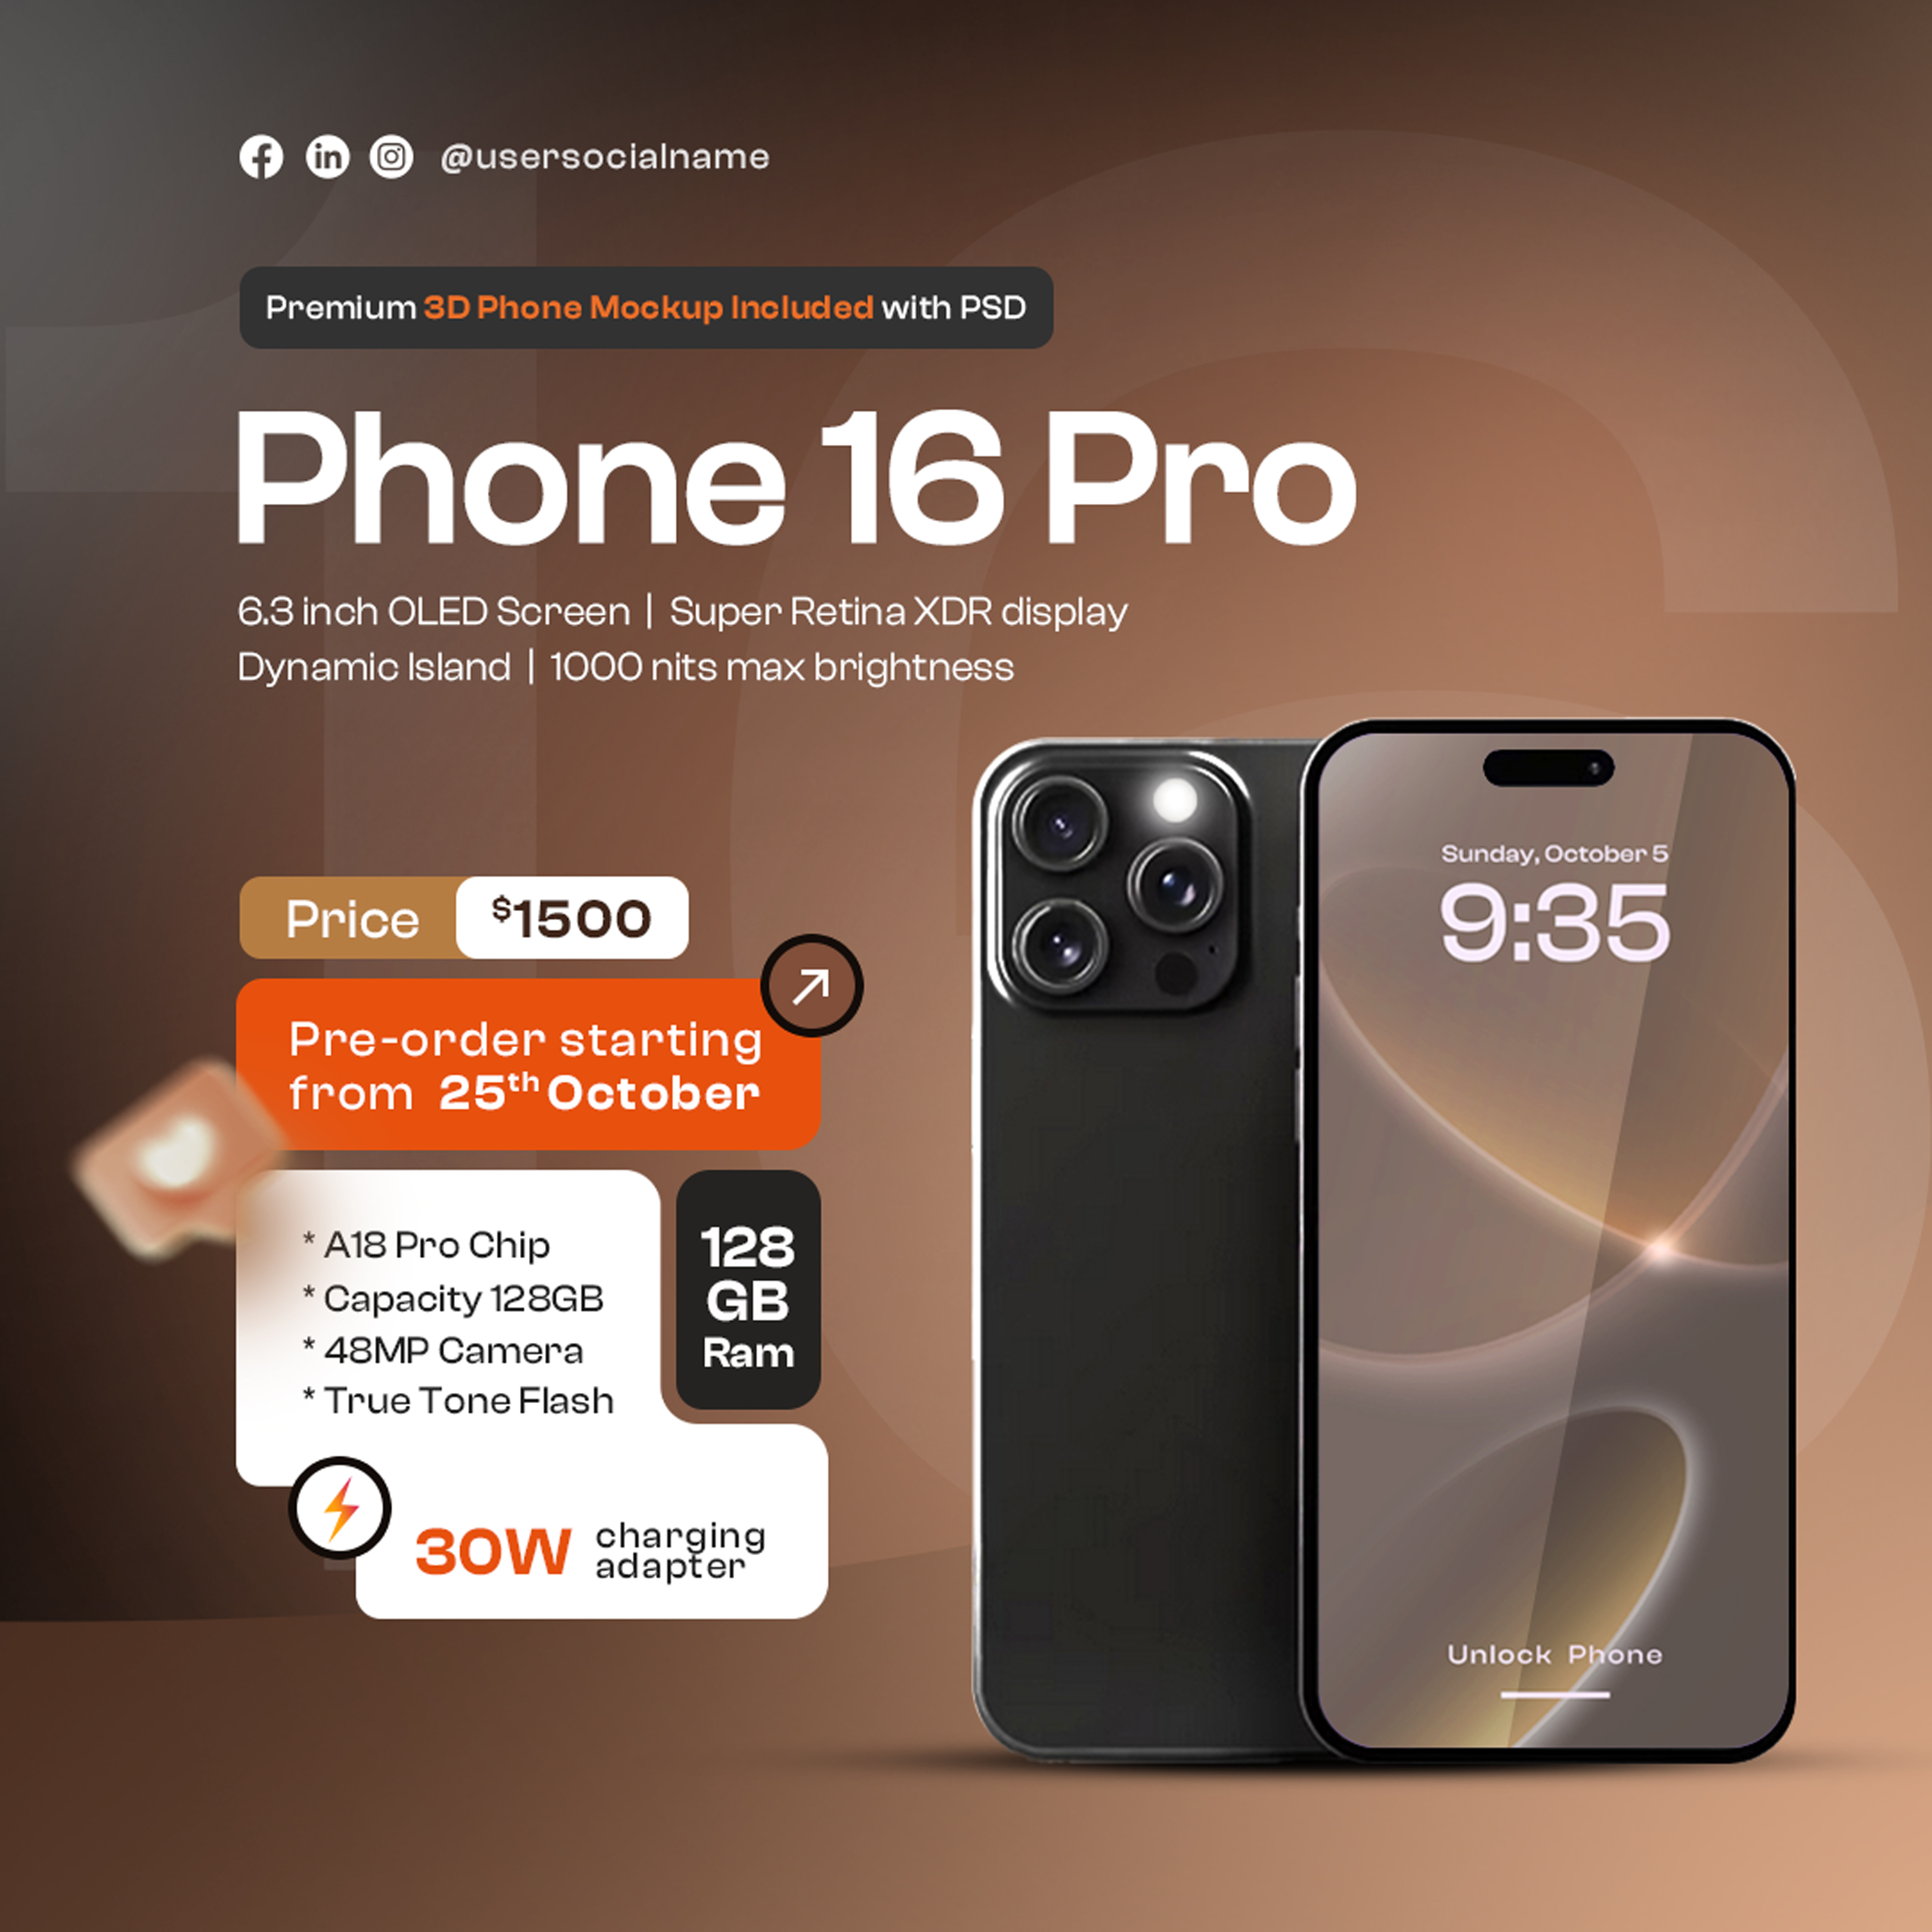 @usersocialname
Premium 3D Phone Mockup Included with PSD
Phone 16 Pro
6.3 inch OLED Screen | Super Retina XDR display
Dynamic Island | 1000 nits max brightness
Price $1500
Pre-order starting
from 25th October
* A18 Pro Chip
* Capacity 128GB
* 48MP Camera
* True Tone Flash
128
GB
Ram
30W charging
adapter
Sunday, October 5
9:35
Unlock Phone
16